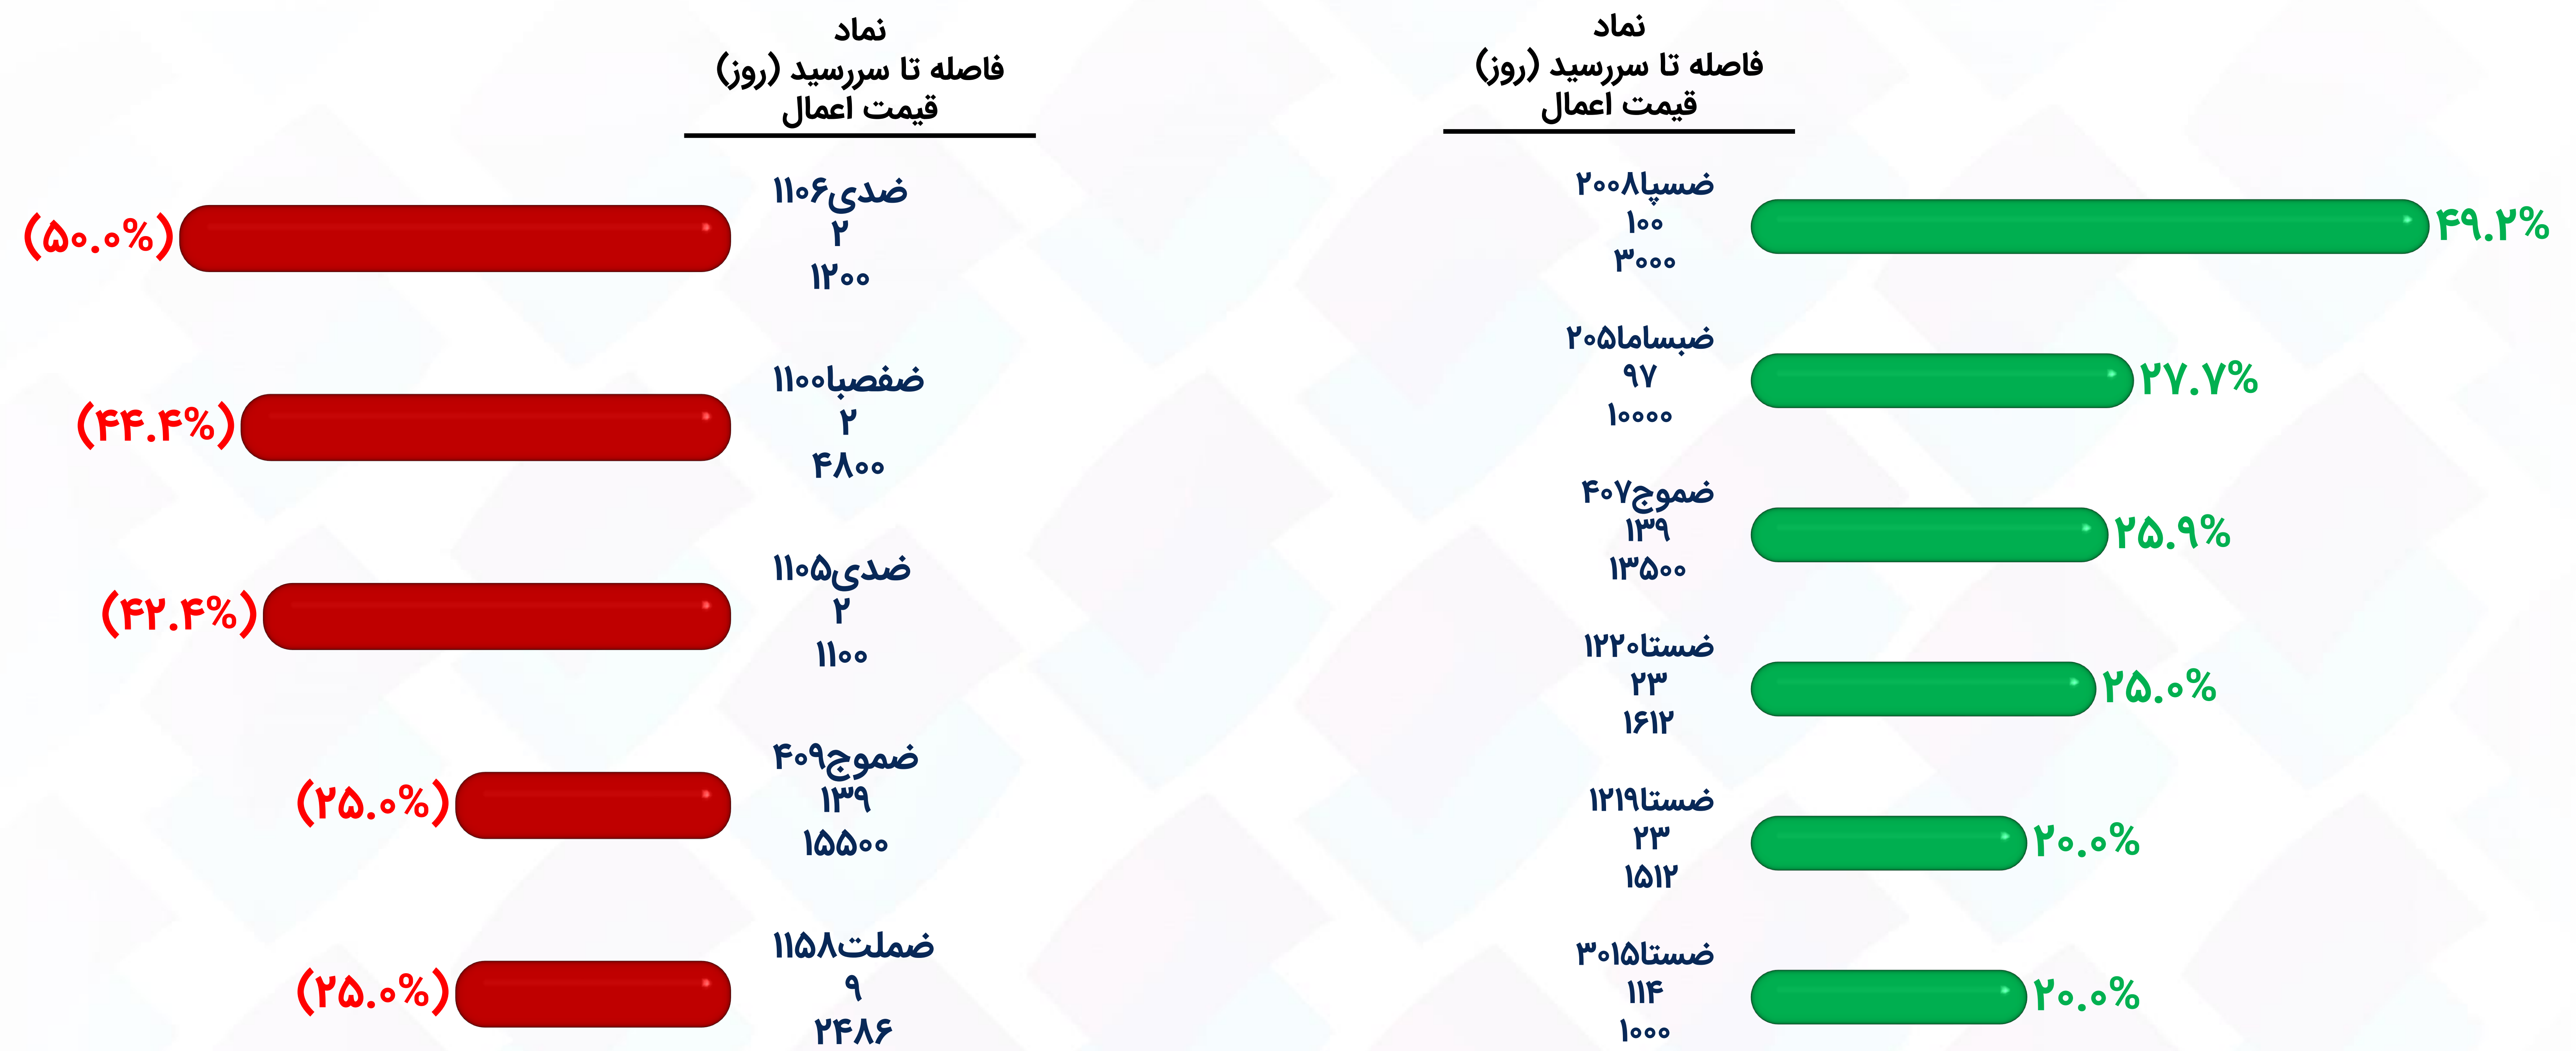 نماد
فاصله تا سررسید (روز)
قیمت اعمال
ضسپا۲۰۰۸
۱۰۰
۳۰۰۰
۴۹.۲%
ضبساما۲۰۵
۹۷
۱۰۰۰۰
۲۷.۷%
ضموج۴۰۷
۱۳۹
۱۳۵۰۰
۲۵.۹%
ضستا۱۲۲۰
۲۳
۱۶۱۲
۲۵.۰%
ضستا۱۲۱۹
۲۳
۱۵۱۲
۲۰.۰%
ضستا۳۰۱۵
۱۱۴
۱۰۰۰
۲۰.۰%
نماد
فاصله تا سررسید (روز)
قیمت اعمال
ضدی۱۱۰۶
۲
۱۲۰۰
(۵۰.۰%)
ضفصبا۱۱۰۰
۲
۴۸۰۰
(۴۴.۴%)
ضدی۱۱۰۵
۲
۱۱۰۰
(۴۲.۴%)
ضموج۴۰۹
۱۳۹
۱۵۵۰۰
(۲۵.۰%)
ضملت۱۱۵۸
۹
۲۴۸۶
(۲۵.۰%)